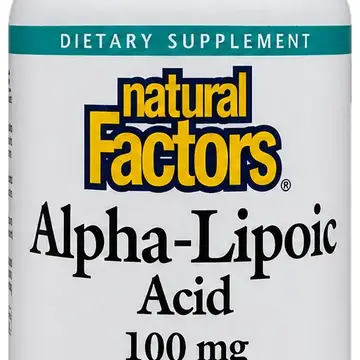 DIETARY SUPPLEMENT
natural
Factors®
Alpha-Lipoic
Acid
100 mg